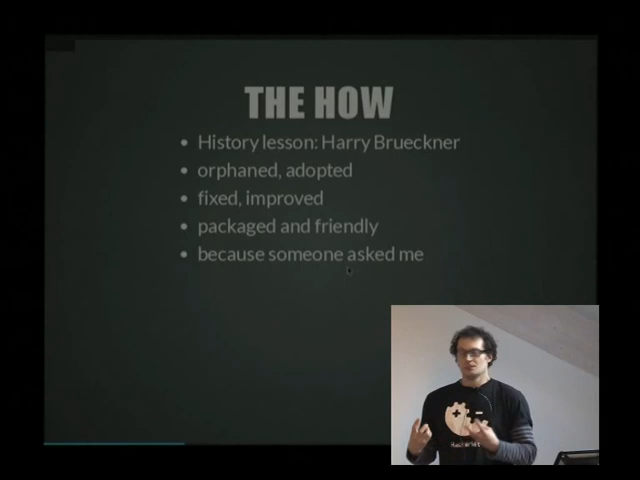 THE HOW
• History lesson: Harry Brueckner
• orphaned, adopted
• fixed, improved
• packaged and friendly
• because someone asked me